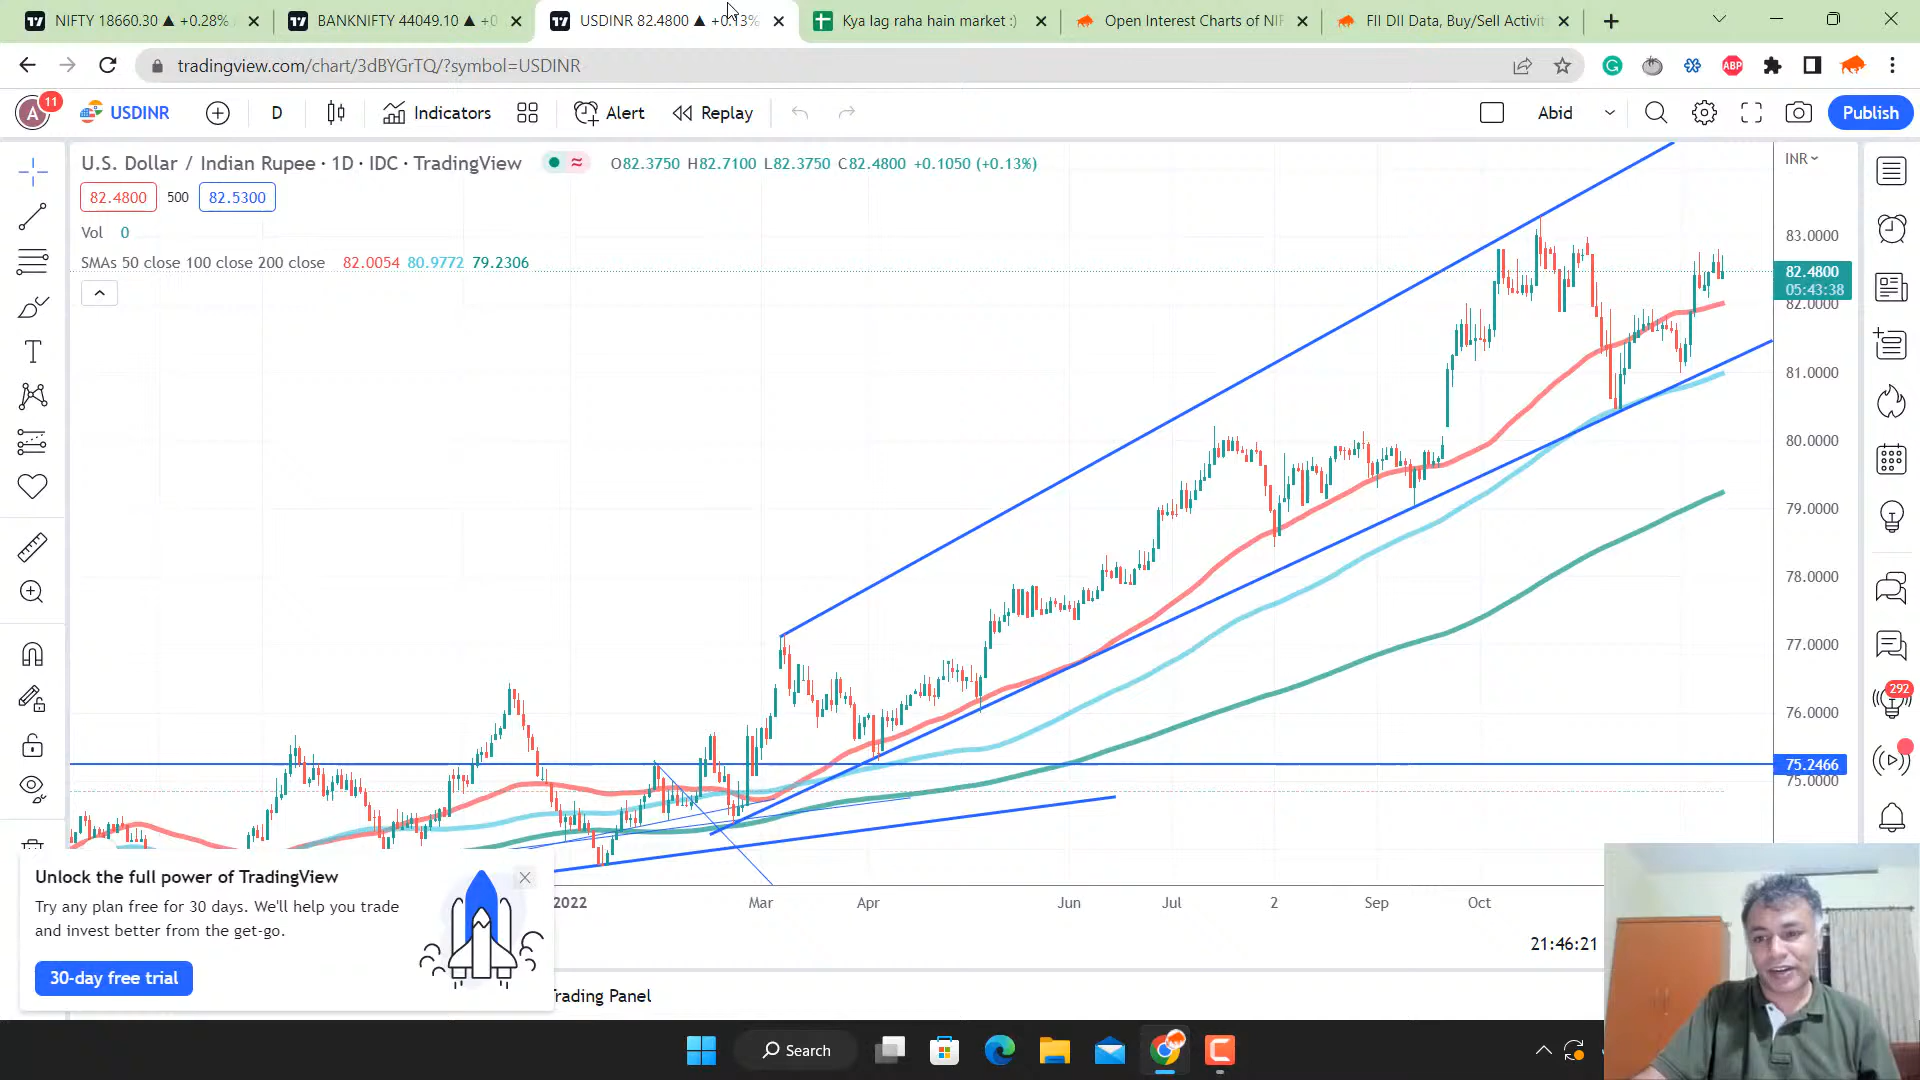 NIFTY 18660.30 ▲ +0.28%
BANKNIFTY 44049.10 ▲ +0
USDINR 82.4800 ▲ +0.13%
Kya lag raha hain market :)
Open Interest Charts of NIF
FII DII Data, Buy/Sell Activit
tradingview.com/chart/3dBYGrTQ/?symbol=USDINR
ABP
A
11
USDINR
D
Indicators
Alert
Replay
Abid
Publish
U.S. Dollar / Indian Rupee · 1D · IDC · TradingView
O82.3750 H82.7100 L82.3750 C82.4800 +0.1050 (+0.13%)
INR
82.4800
500
82.5300
Vol 0
SMAs 50 close 100 close 200 close 82.0054 80.9772 79.2306
83.0000
82.4800
05:43:38
82.0000
81.0000
80.0000
79.0000
78.0000
77.0000
76.0000
75.2466
75.0000
292
2022
Mar
Apr
Jun
Jul
2
Sep
Oct
21:46:21
Unlock the full power of TradingView
Try any plan free for 30 days. We'll help you trade
and invest better from the get-go.
30-day free trial
Trading Panel
Search